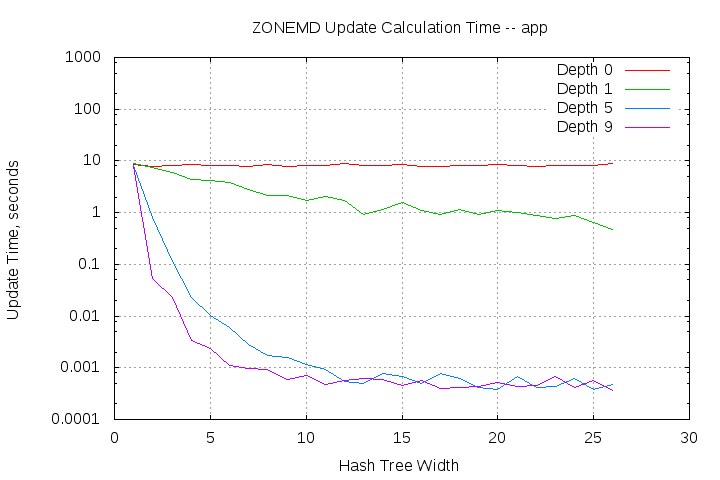 ZONEMD Update Calculation Time -- app
1000
100
10
1
0.1
0.01
0.001
0.0001
Update Time, seconds
Depth 0
Depth 1
Depth 5
Depth 9
0 5 10 15 20 25 30
Hash Tree Width